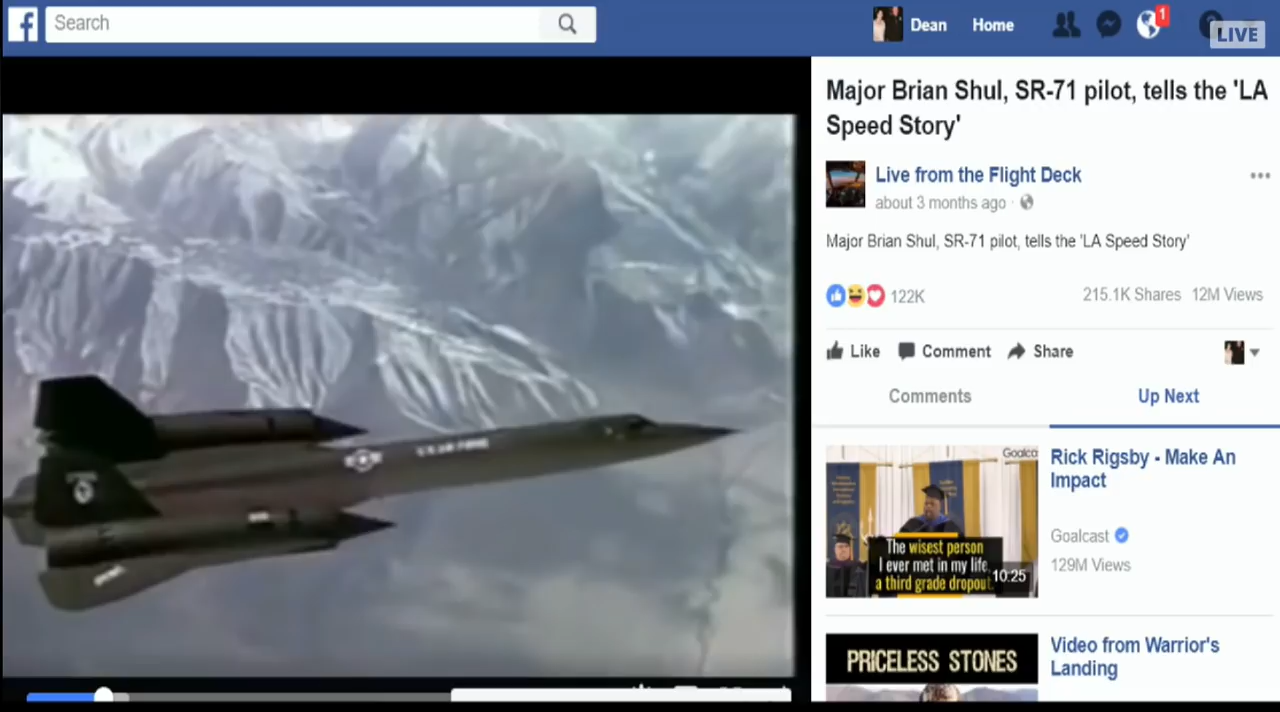 f
Search
Dean
Home
1
LIVE
Major Brian Shul, SR-71 pilot, tells the 'LA
Speed Story'
Live from the Flight Deck
about 3 months ago ·
Major Brian Shul, SR-71 pilot, tells the 'LA Speed Story'
122K
215.1K Shares 12M Views
Like
Comment
Share
Comments
Up Next
U.S. AIR FORCE
Goalca
The wisest person
I ever met in my life,
a third grade dropout.
10:25
Rick Rigsby - Make An
Impact
Goalcast
129M Views
PRICELESS STONES
Video from Warrior's
Landing